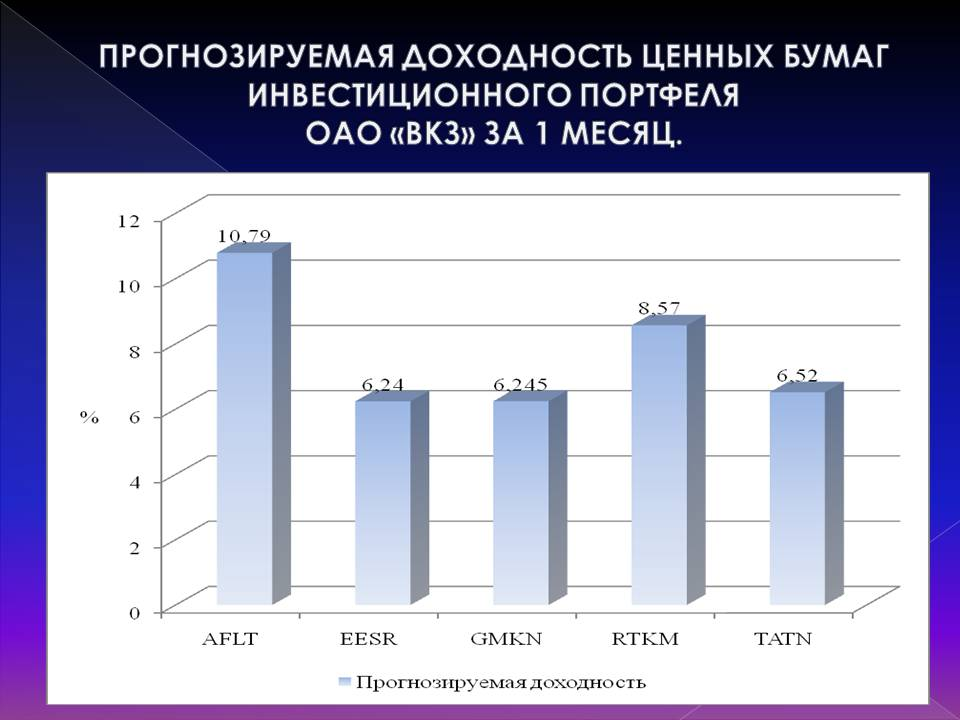 ПРОГНОЗИРУЕМАЯ ДОХОДНОСТЬ ЦЕННЫХ БУМАГ
ИНВЕСТИЦИОННОГО ПОРТФЕЛЯ
ОАО «ВКЗ» ЗА 1 МЕСЯЦ.
12
10
8
6
4
2
0
%
10,79
6,24
6,245
8,57
6,52
AFLT
EESR
GMKN
RTKM
TATN
Прогнозируемая доходность